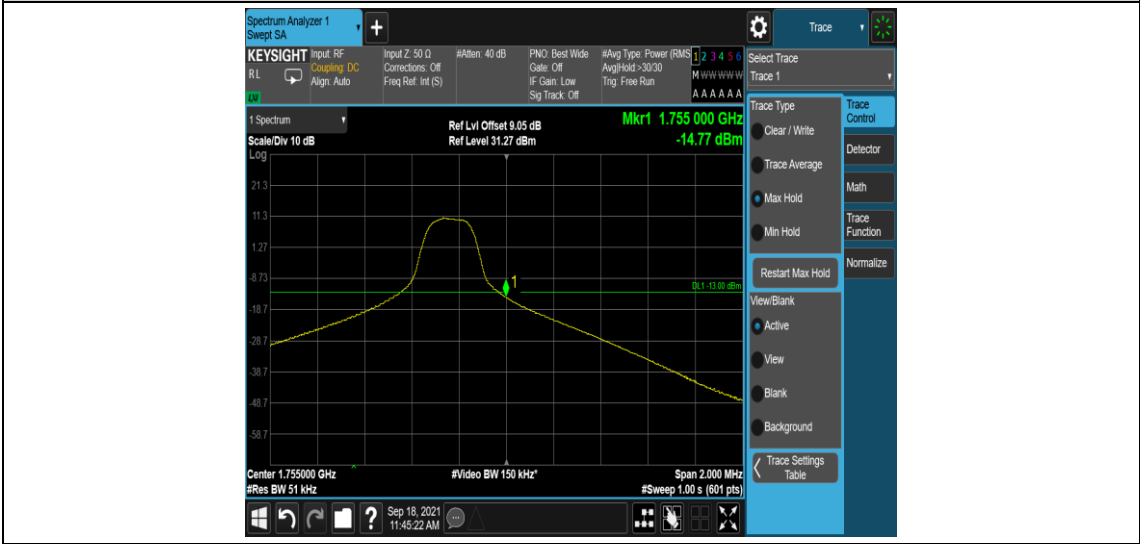 Spectrum Analyzer 1
Swept SA
+
Trace
KEYSIGHT Input: RF Input Z: 50 Ω #Atten: 40 dB PNO: Best Wide #Avg Type: Power (RMS 1 2 3 4 5 6
RL Coupling: DC Corrections: Off Gate: Off Avg|Hold:>30/30 M W W W W W
Align: Auto Freq Ref: Int (S) IF Gain: Low Trig: Free Run
Sig Track: Off A A A A A A
Select Trace
Trace 1
1 Spectrum
Scale/Div 10 dB
Log
Ref Lvl Offset 9.05 dB
Ref Level 31.27 dBm
Mkr1 1.755 000 GHz
-14.77 dBm
21.3
11.3
1.27
-8.73
-18.7
-28.7
-38.7
-48.7
-58.7
1
DL1 -13.00 dBm
Center 1.755000 GHz #Video BW 150 kHz* Span 2.000 MHz
#Res BW 51 kHz #Sweep 1.00 s (601 pts)
Trace Type
Clear / Write
Trace Average
Max Hold
Min Hold
Restart Max Hold
View/Blank
Active
View
Blank
Background
Trace Settings
Table
Trace
Control
Detector
Math
Trace
Function
Normalize
?
Sep 18, 2021
11:45:22 AM